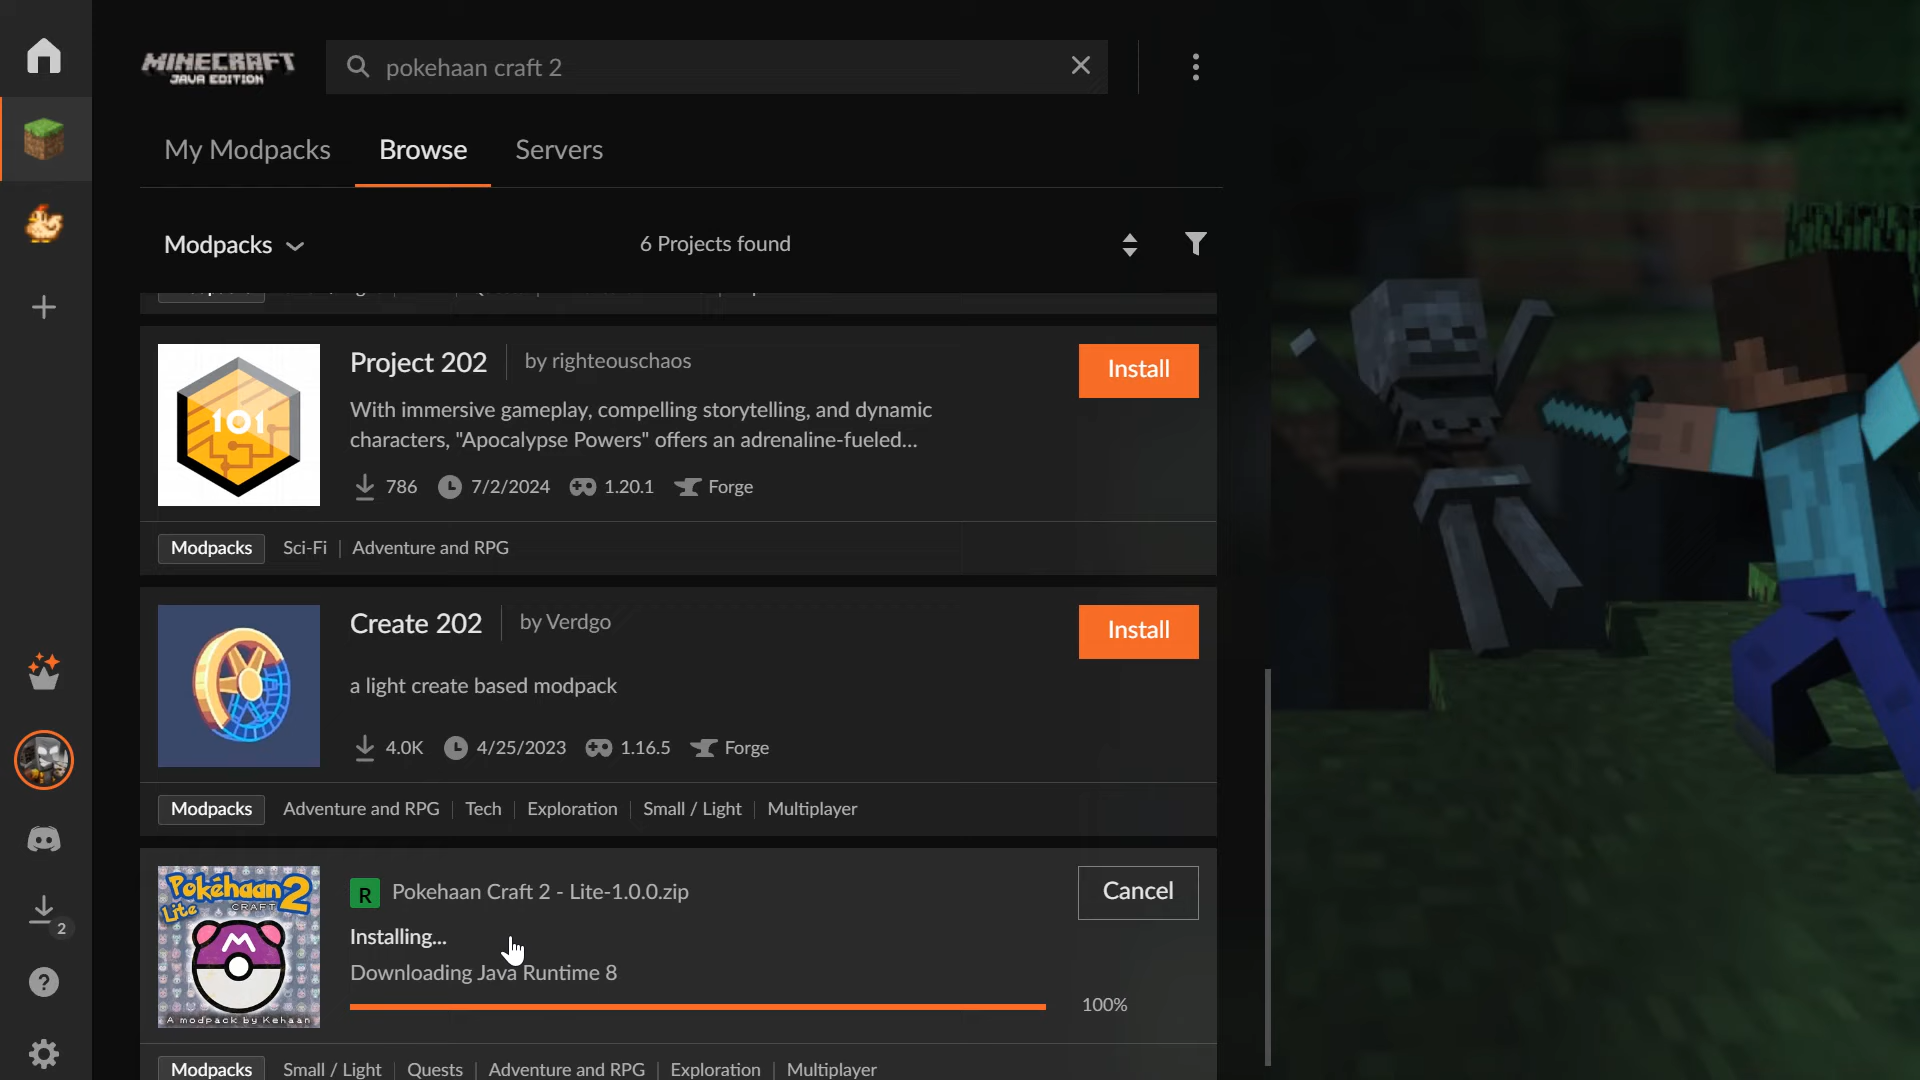 MINECRAFT
JAVA EDITION
pokehaan craft 2
My Modpacks Browse Servers
Modpacks 6 Projects found
Project 202 by righteouschaos Install
With immersive gameplay, compelling storytelling, and dynamic
characters, "Apocalypse Powers" offers an adrenaline-fueled...
101
786 7/2/2024 1.20.1 Forge
Modpacks Sci-Fi Adventure and RPG
Create 202 by Verdgo Install
a light create based modpack
4.0K 4/25/2023 1.16.5 Forge
Modpacks Adventure and RPG Tech Exploration Small / Light Multiplayer
Pokéhaan 2
Lite CRAFT
M
A modpack by Kehaan
R Pokehaan Craft 2 - Lite-1.0.0.zip Cancel
Installing...
Downloading Java Runtime 8
100%
2
?
Modpacks Small / Light Quests Adventure and RPG Exploration Multiplayer